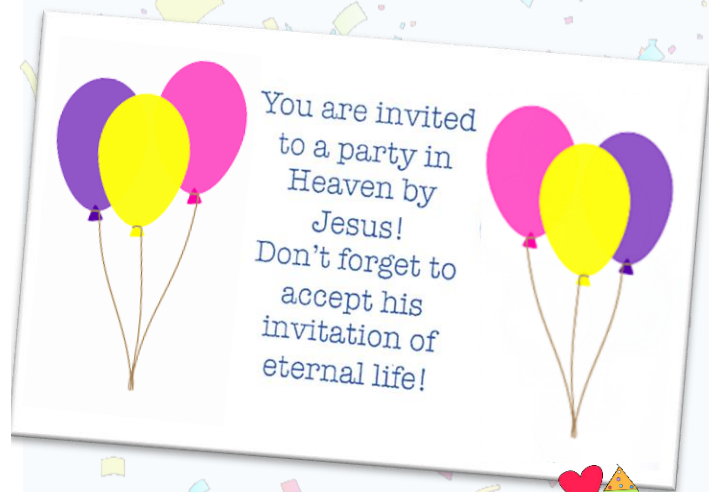 You are invited
to a party in
Heaven by
Jesus!
Don't forget to
accept his
invitation of
eternal life!